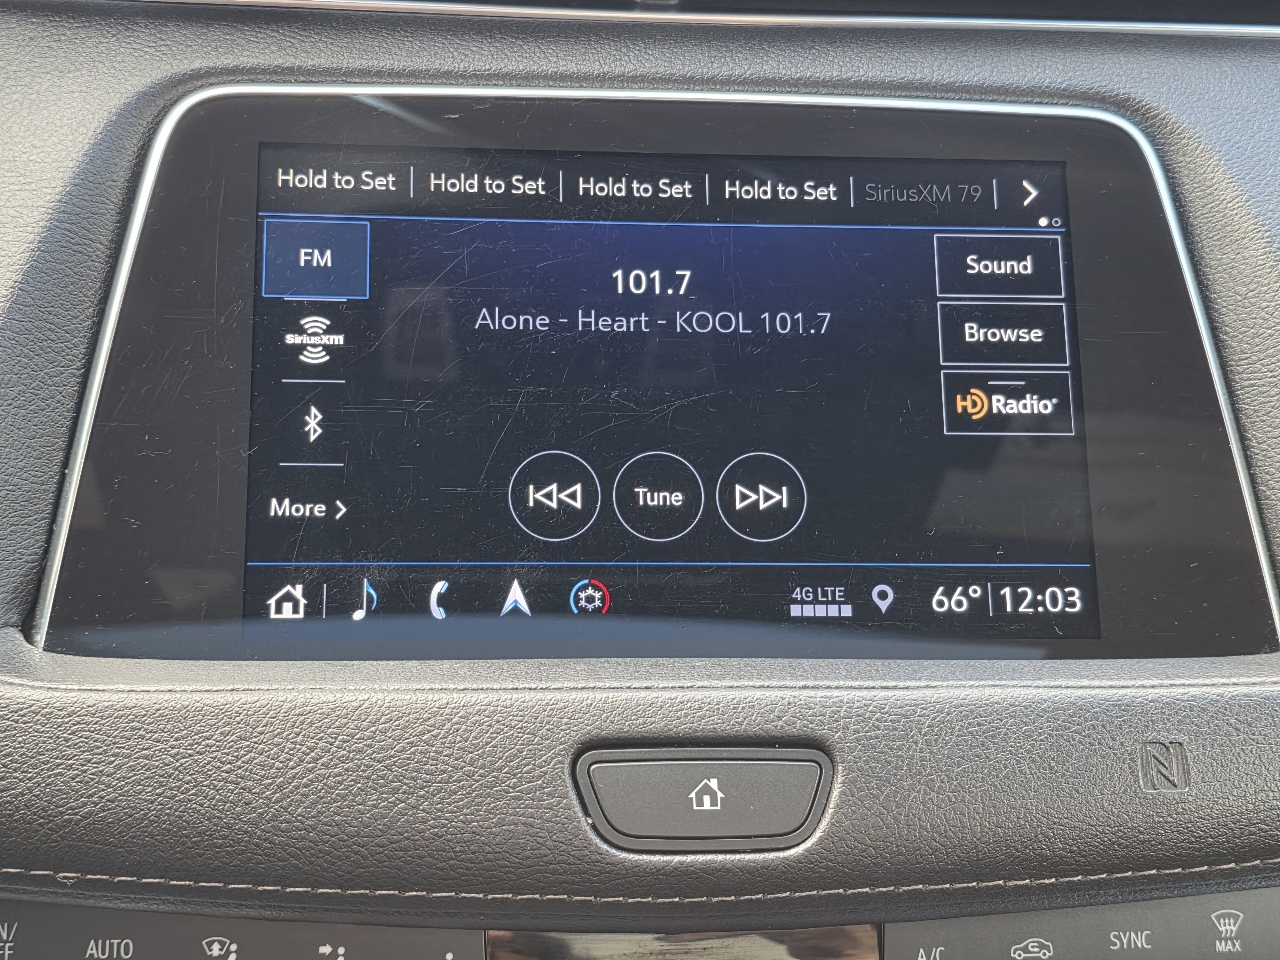 Hold to Set | Hold to Set | Hold to Set | Hold to Set | SiriusXM 79 |
FM
101.7
Sound
Alone - Heart - KOOL 101.7
SiriusXM
Browse
HD Radio
More
Tune
4G LTE
66° | 12:03
AUTO
A/C
SYNC
MAX